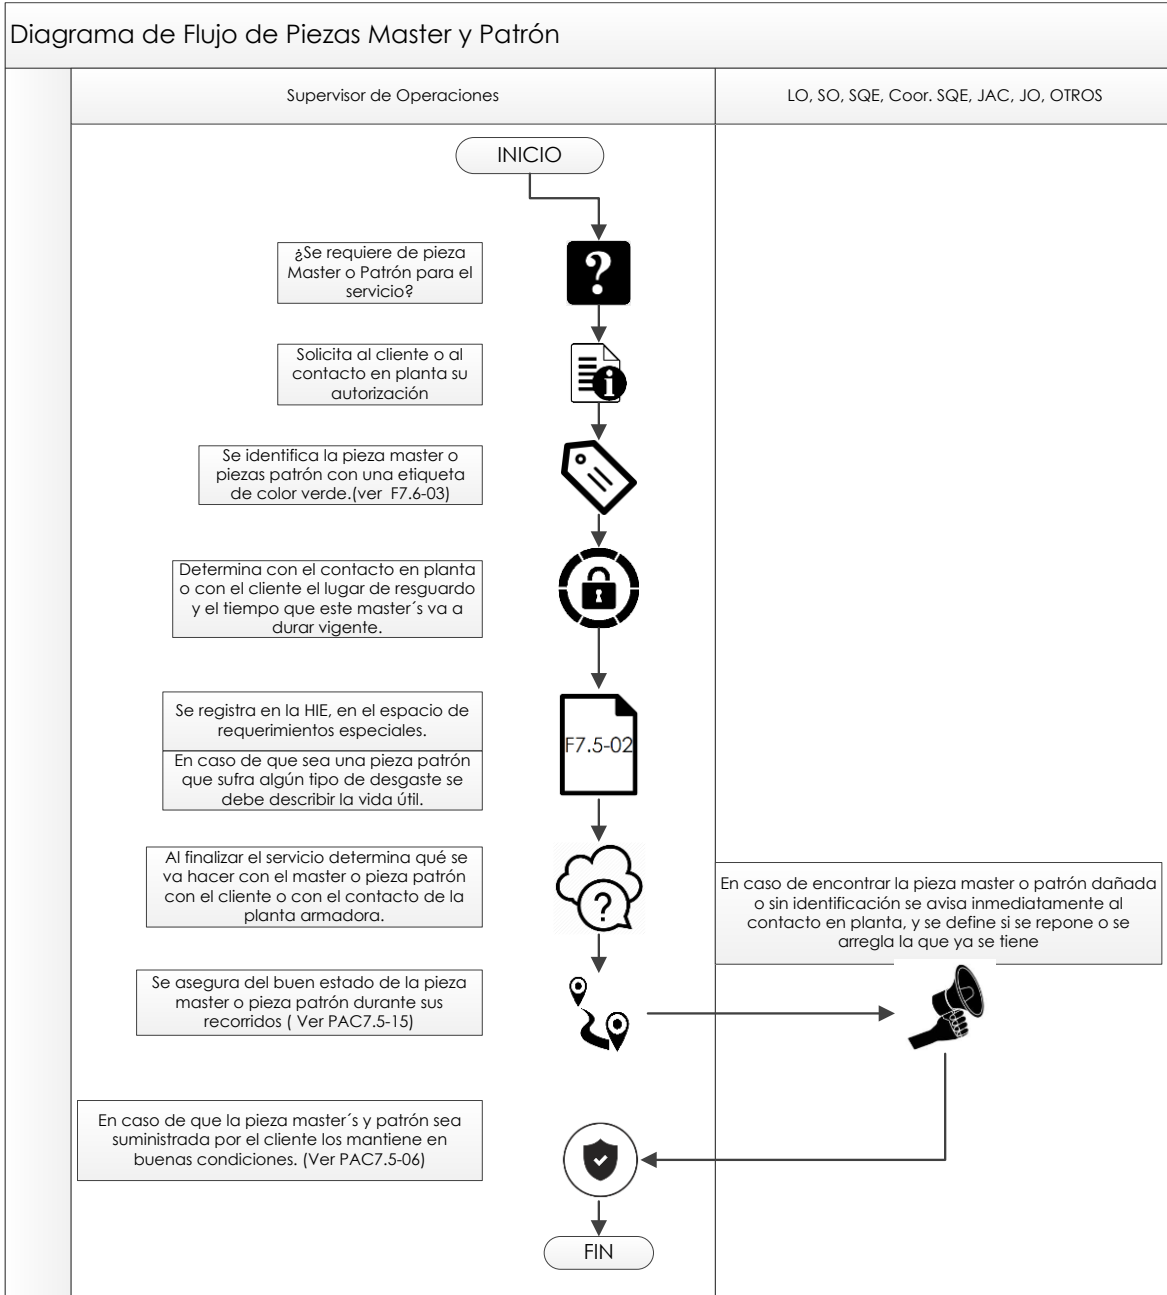 Diagrama de Flujo de Piezas Master y Patrón
Supervisor de Operaciones
LO, SO, SQE, Coor. SQE, JAC, JO, OTROS
INICIO
¿Se requiere de pieza
Master o Patrón para el
servicio?
?
Solicita al cliente o al
contacto en planta su
autorización
i
Se identifica la pieza master o
piezas patrón con una etiqueta
de color verde.(ver F7.6-03)
Determina con el contacto en planta
o con el cliente el lugar de resguardo
y el tiempo que este master´s va a
durar vigente.
Se registra en la HIE, en el espacio de
requerimientos especiales.
En caso de que sea una pieza patrón
que sufra algún tipo de desgaste se
debe describir la vida útil.
F7.5-02
Al finalizar el servicio determina qué se
va hacer con el master o pieza patrón
con el cliente o con el contacto de la
planta armadora.
?
En caso de encontrar la pieza master o patrón dañada
o sin identificación se avisa inmediatamente al
contacto en planta, y se define si se repone o se
arregla la que ya se tiene
Se asegura del buen estado de la pieza
master o pieza patrón durante sus
recorridos ( Ver PAC7.5-15)
En caso de que la pieza master´s y patrón sea
suministrada por el cliente los mantiene en
buenas condiciones. (Ver PAC7.5-06)
FIN